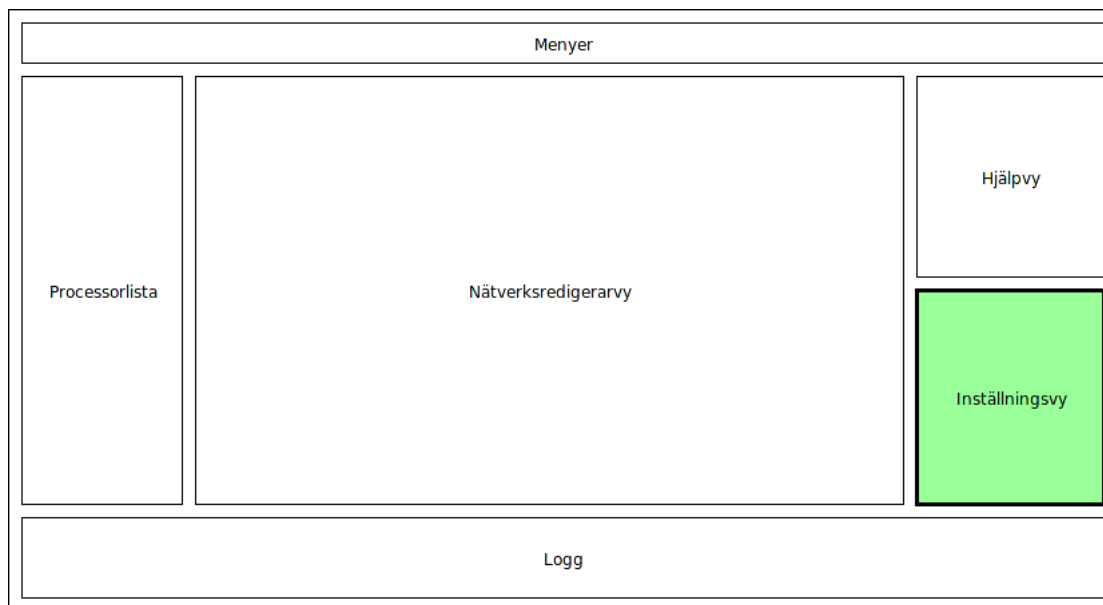 Menyer
Processorlista
Nätverksredigerarvy
Hjälpvy
Inställningsvy
Logg